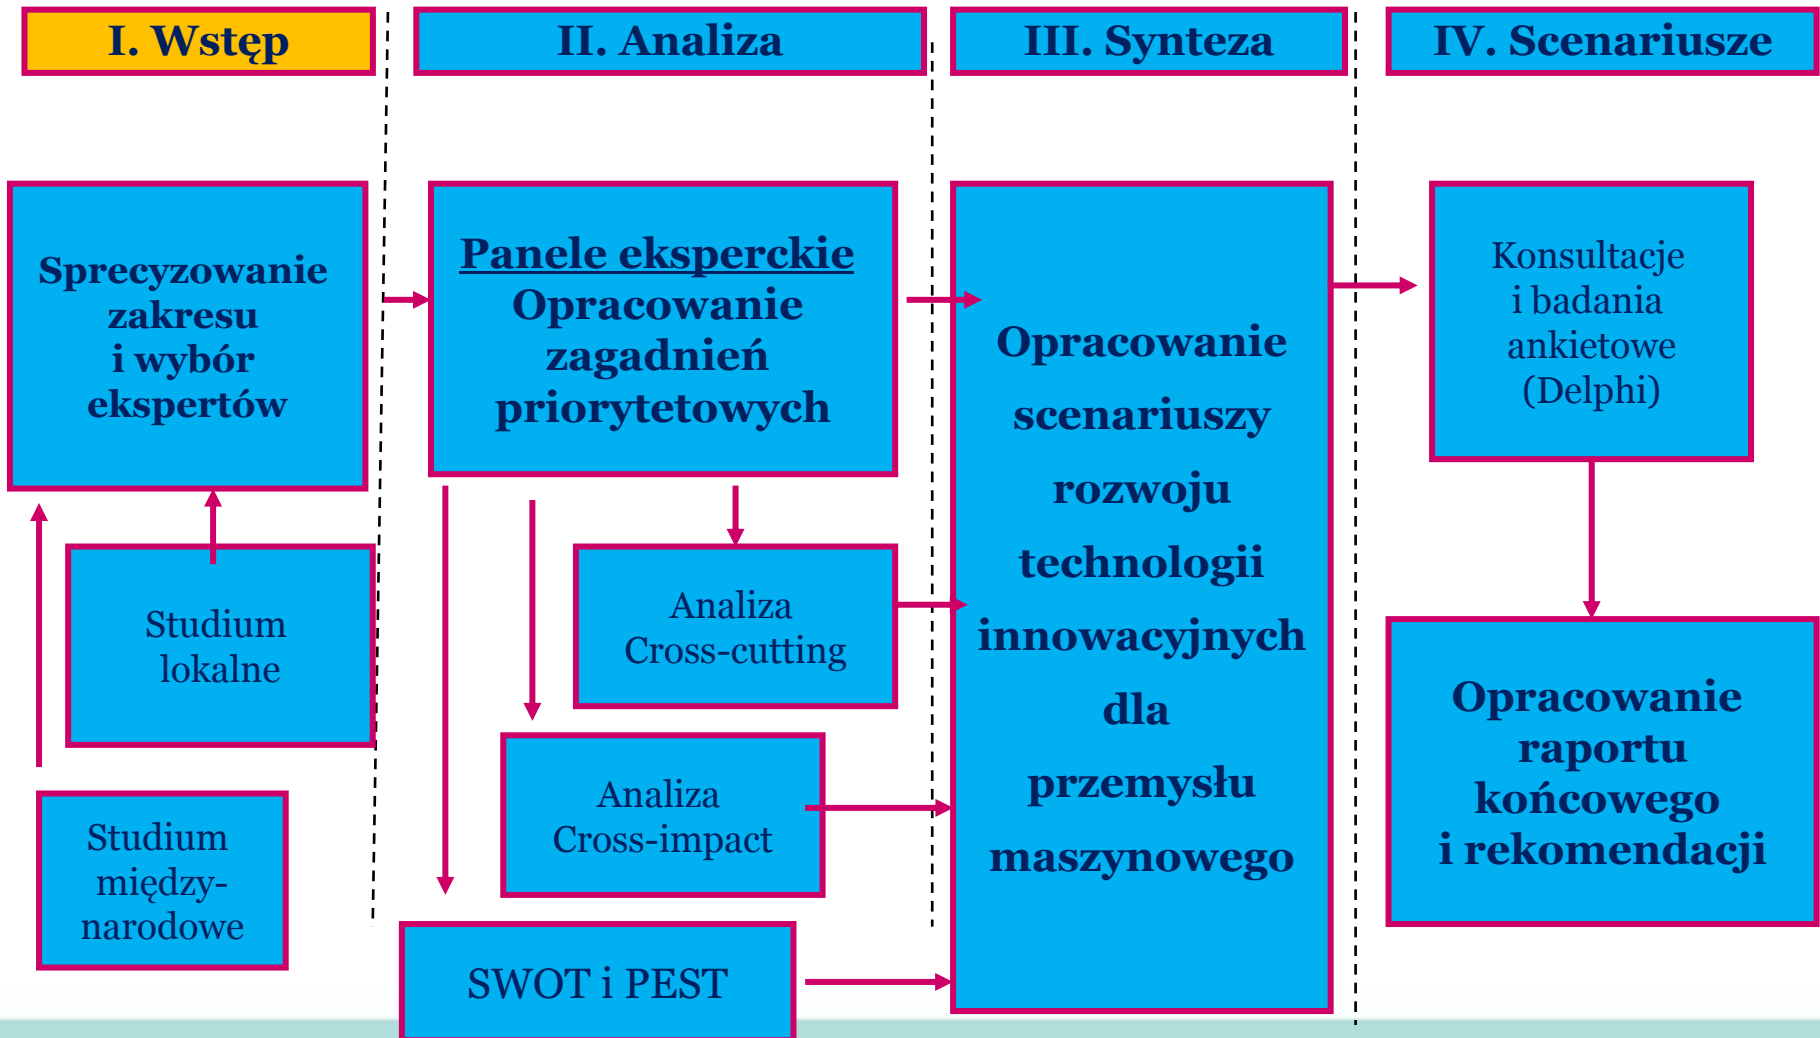 I. Wstęp
II. Analiza
III. Synteza
IV. Scenariusze
Sprecyzowanie
zakresu
i wybór
ekspertów
Studium
lokalne
Studium
między-
narodowe
Panele eksperckie
Opracowanie
zagadnień
priorytetowych
Analiza
Cross-cutting
Analiza
Cross-impact
SWOT i PEST
Opracowanie
scenariuszy
rozwoju
technologii
innowacyjnych
dla
przemysłu
maszynowego
Konsultacje
i badania
ankietowe
(Delphi)
Opracowanie
raportu
końcowego
i rekomendacji